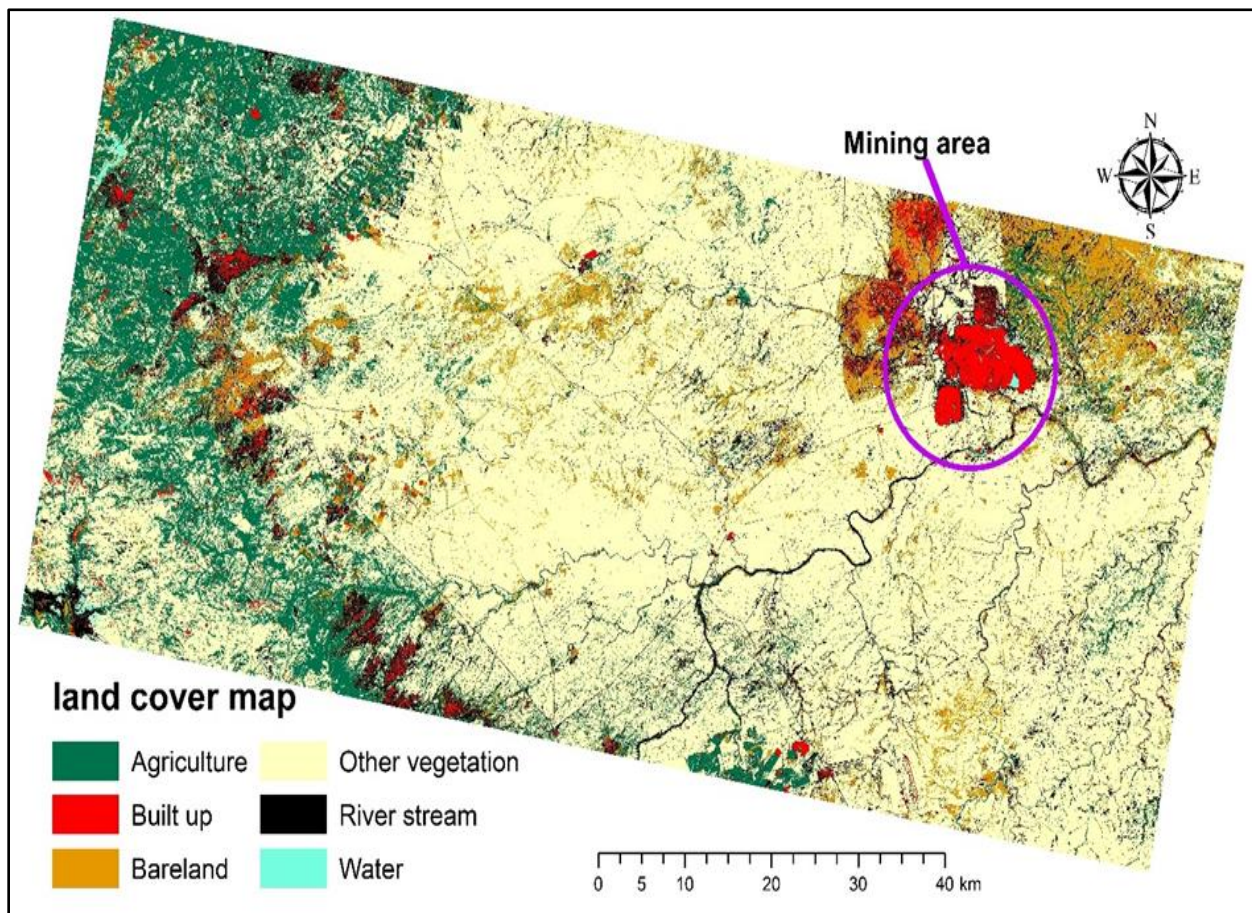 N
Mining area
W E
S
land cover map
Agriculture Other vegetation
Built up River stream
Bareland Water
0 5 10 20 30 40 km